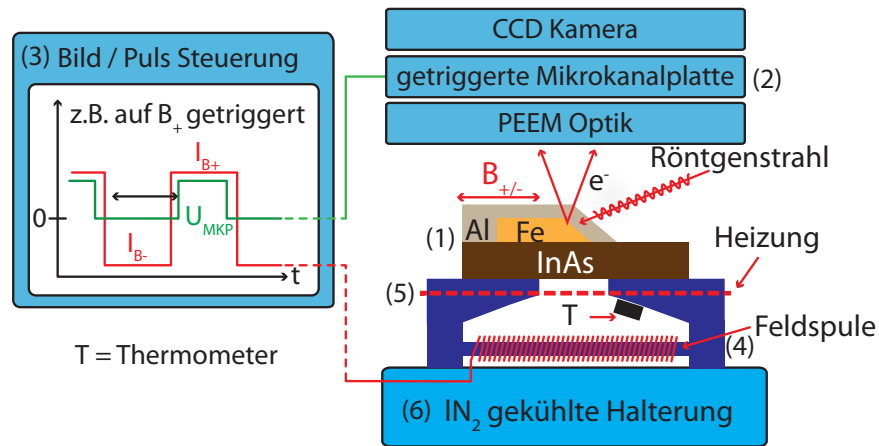 (3) Bild / Puls Steuerung
z.B. auf B+ getriggert
I_B+
0
U_MKP
I_B-
t
T = Thermometer
CCD Kamera
getriggerte Mikrokanalplatte (2)
PEEM Optik
Röntgenstrahl
B+/-
e-
(1) Al Fe
InAs
Heizung
(5)
T
Feldspule
(4)
(6) lN2 gekühlte Halterung